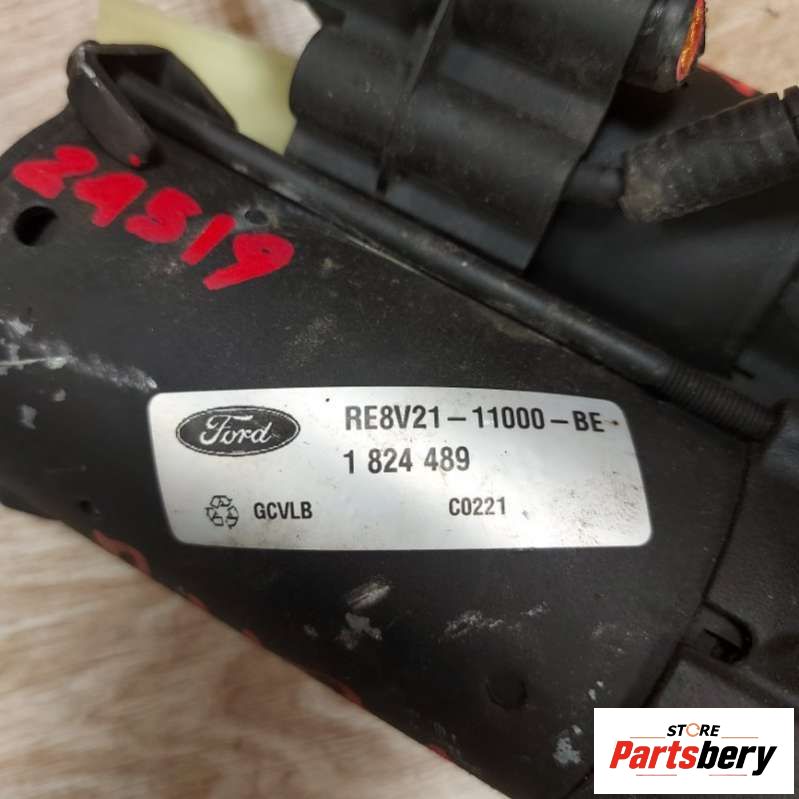 24519
Ford
RE8V21-11000-BE
1 824 489
GCVLB C0221
STORE
Partsbery